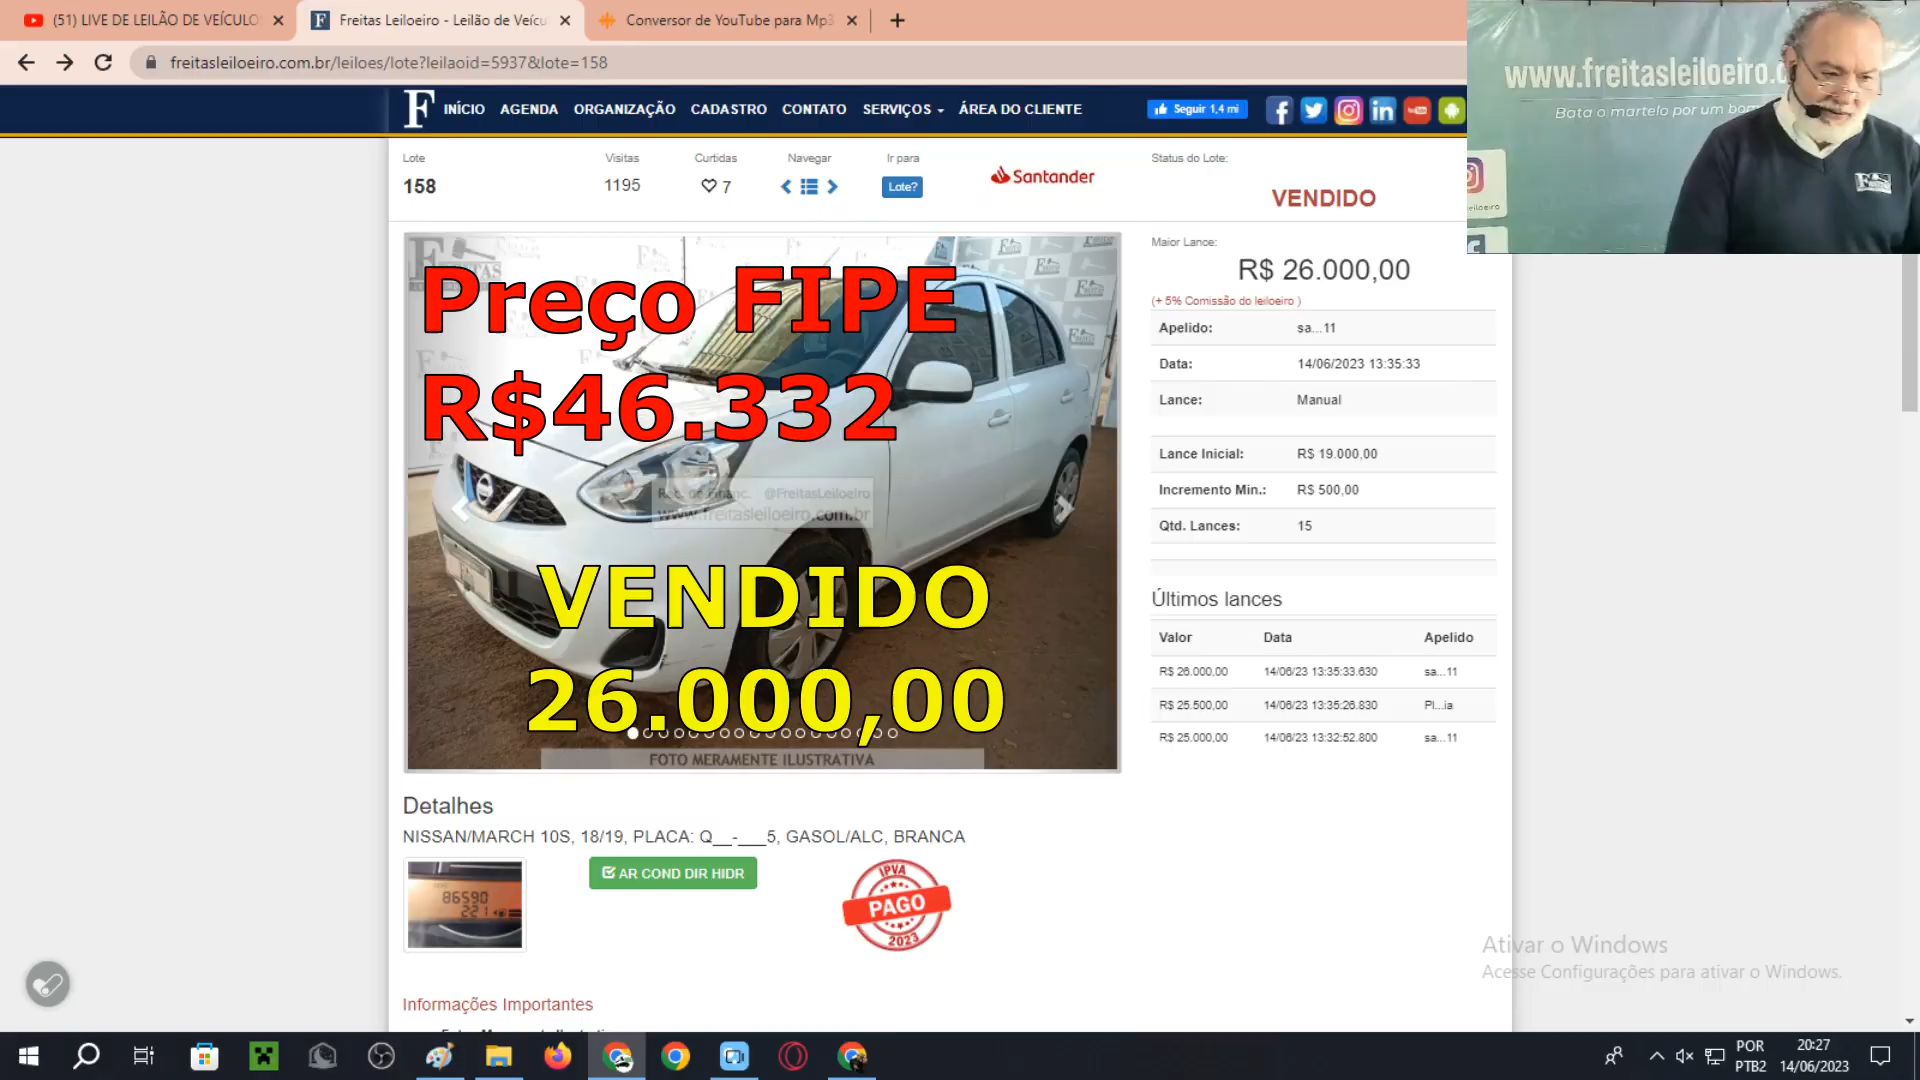 (51) LIVE DE LEILÃO DE VEÍCULO
Freitas Leiloeiro - Leilão de Veícu
Conversor de YouTube para Mp3
freitasleiloeiro.com.br/leiloes/lote?leilaoid=5937&lote=158
F INÍCIO AGENDA ORGANIZAÇÃO CADASTRO CONTATO SERVIÇOS ÁREA DO CLIENTE
Seguir 1,4 mi
www.freitasleiloeiro.c
Bata o martelo por um bom
Lote
158
Visitas
1195
Curtidas
7
Navegar
Ir para
Lote?
Santander
Status do Lote:
VENDIDO
Preço FIPE
R$46.332
Rec. de Financ. @FreitasLeiloeiro
www.freitasleiloeiro.com.br
VENDIDO
26.000,00
FOTO MERAMENTE ILUSTRATIVA
Maior Lance:
R$ 26.000,00
(+ 5% Comissão do leiloeiro )
Apelido: sa...11
Data: 14/06/2023 13:35:33
Lance: Manual
Lance Inicial: R$ 19.000,00
Incremento Min.: R$ 500,00
Qtd. Lances: 15
Últimos lances
Valor Data Apelido
R$ 26.000,00 14/06/23 13:35:33.630 sa...11
R$ 25.500,00 14/06/23 13:35:26.830 Pl...ia
R$ 25.000,00 14/06/23 13:32:52.800 sa...11
Detalhes
NISSAN/MARCH 10S, 18/19, PLACA: Q__-___5, GASOL/ALC, BRANCA
86590
221
AR COND DIR HIDR
IPVA
PAGO
2023
Informações Importantes
Ativar o Windows
Acesse Configurações para ativar o Windows.
POR
PTB2
20:27
14/06/2023